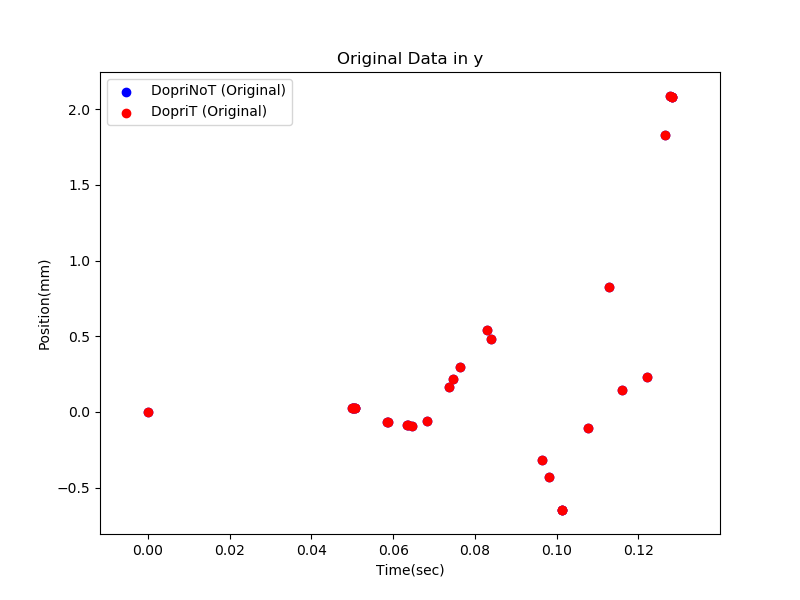 Original Data in y
DopriNoT (Original)
DopriT (Original)
2.0
1.5
1.0
0.5
0.0
−0.5
Position(mm)
0.00 0.02 0.04 0.06 0.08 0.10 0.12
Time(sec)